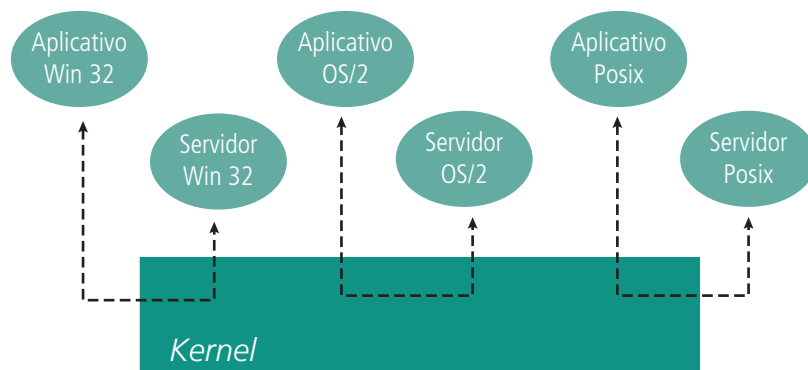 Aplicativo
Win 32
Aplicativo
OS/2
Aplicativo
Posix
Servidor
Win 32
Servidor
OS/2
Servidor
Posix
Kernel